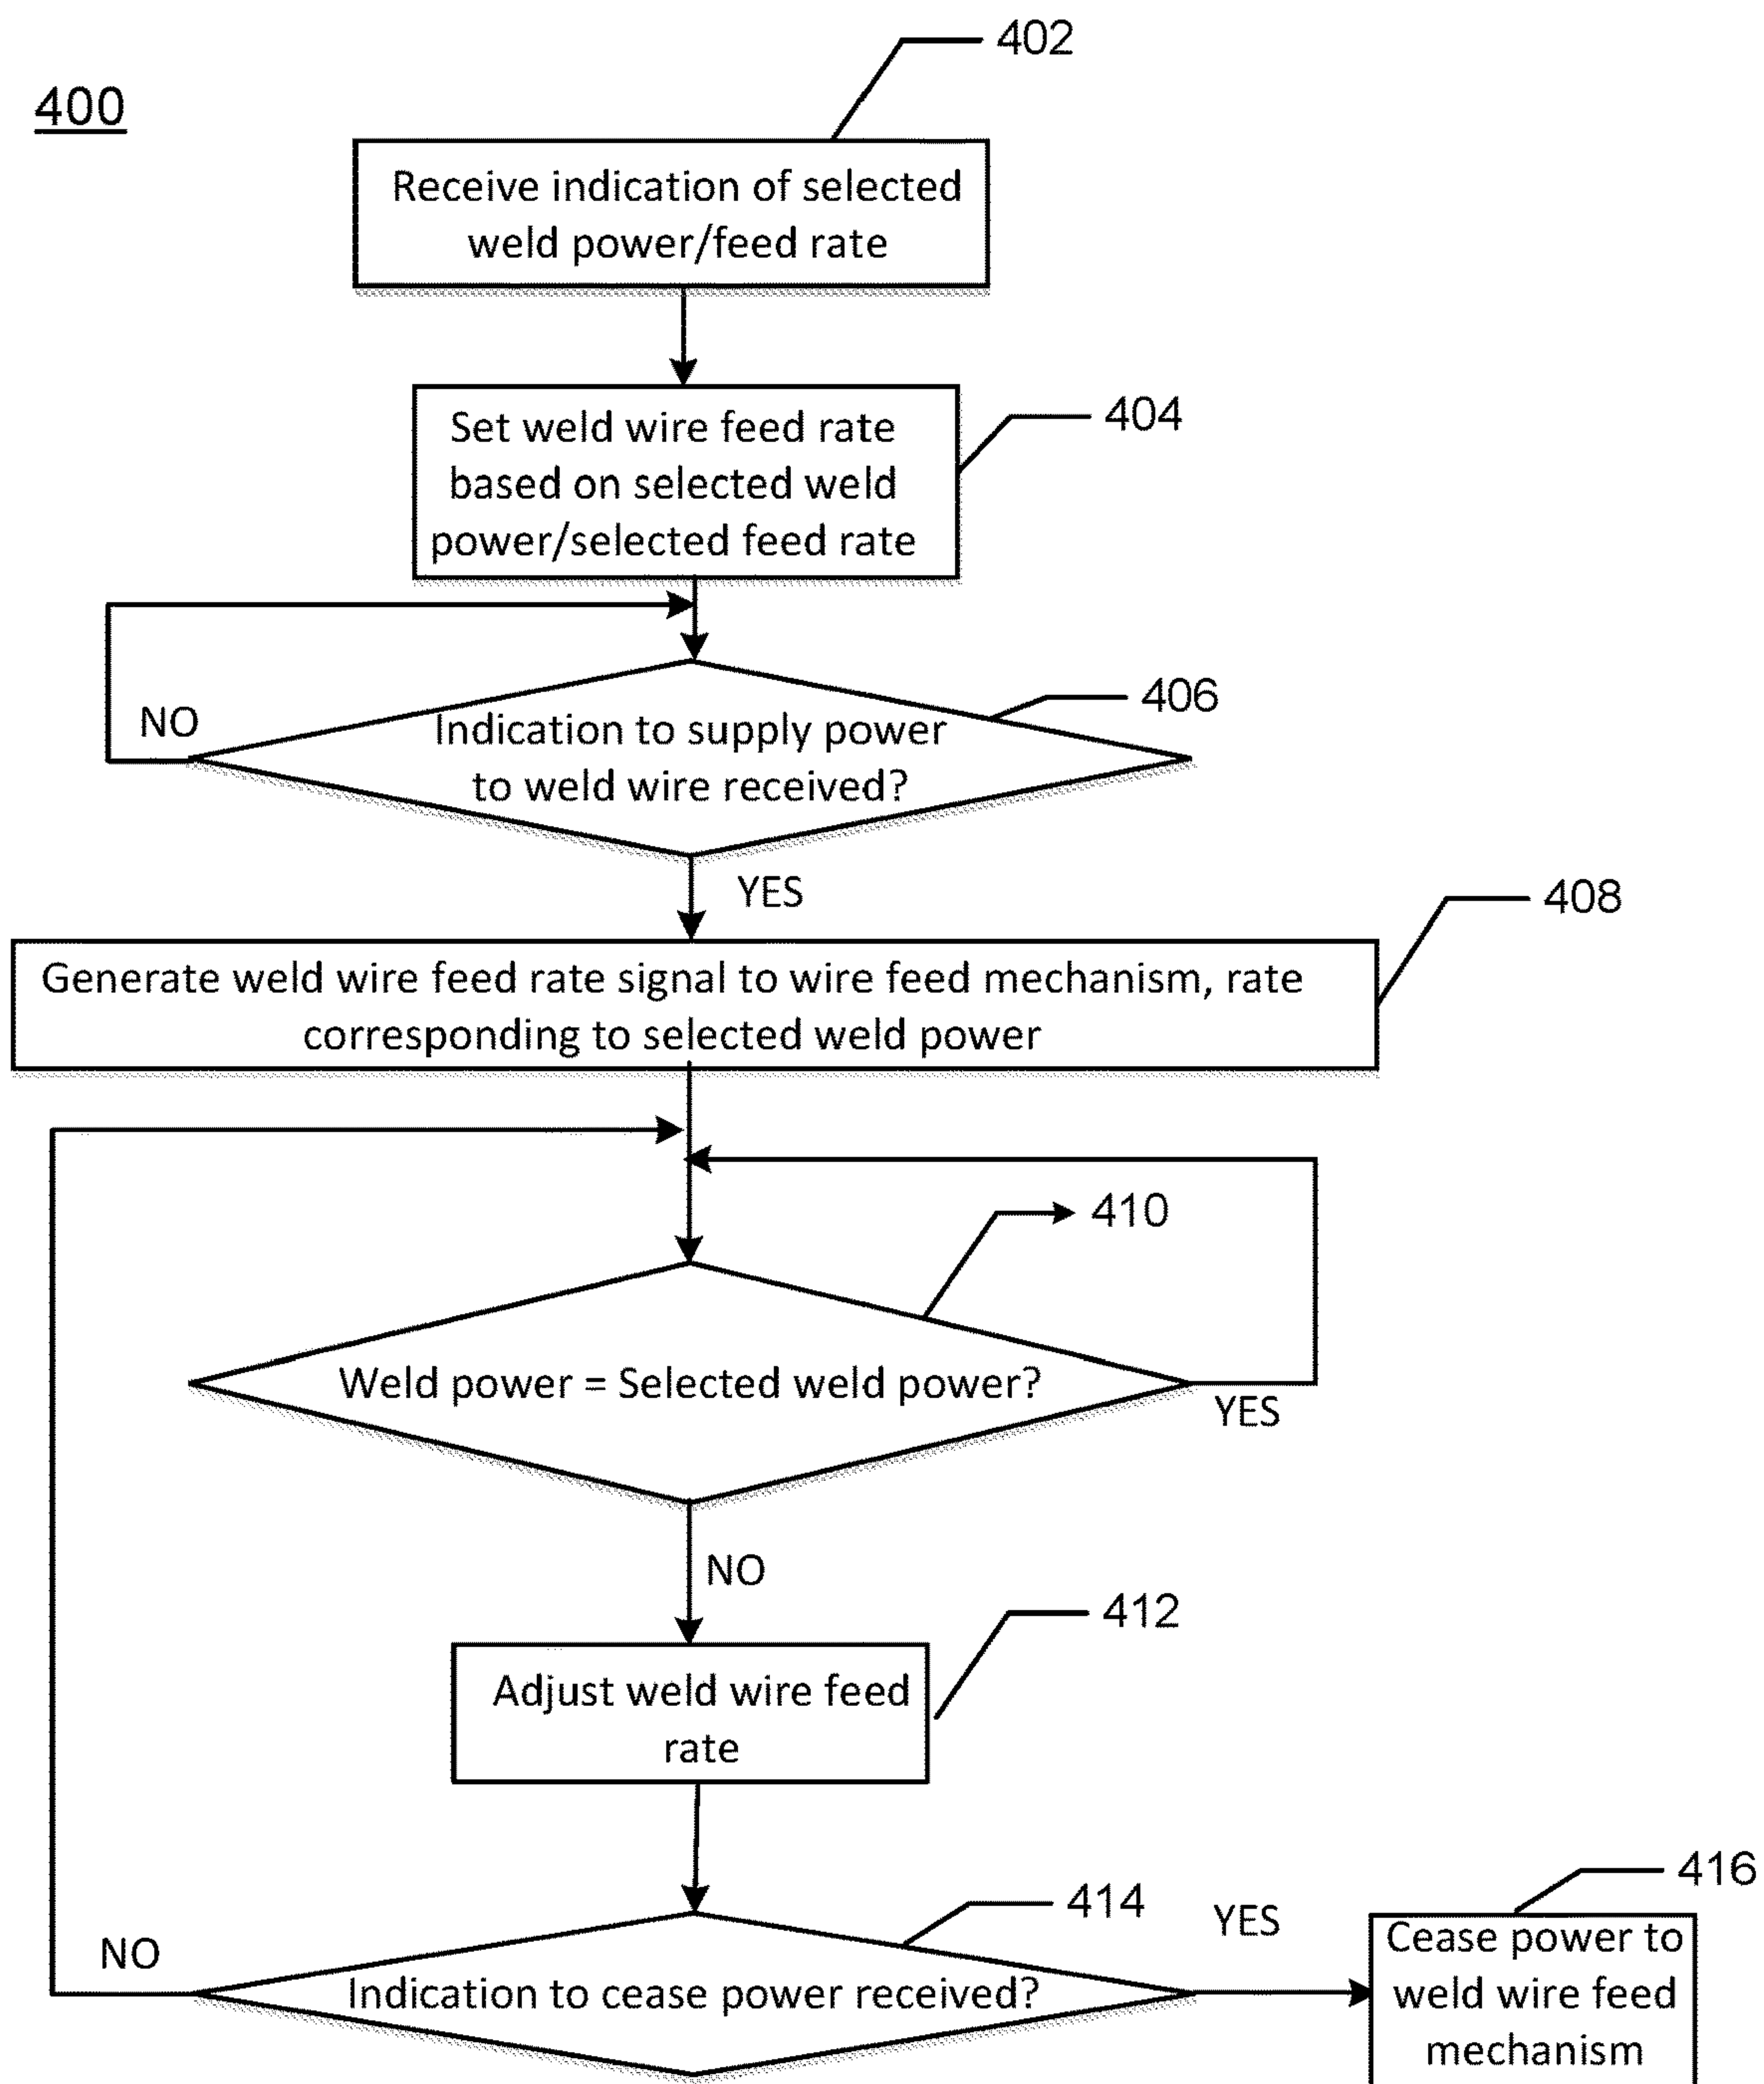 402
400
Receive indication of selected
weld power/feed rate
404
Set weld wire feed rate
based on selected weld
power/selected feed rate
406
NO
Indication to supply power
to weld wire received?
YES
408
Generate weld wire feed rate signal to wire feed mechanism, rate
corresponding to selected weld power
410
Weld power = Selected weld power?
YES
NO
412
Adjust weld wire feed
rate
416
414
YES
NO
Cease power to
Indication to cease power received?
weld wire feed
mechanism